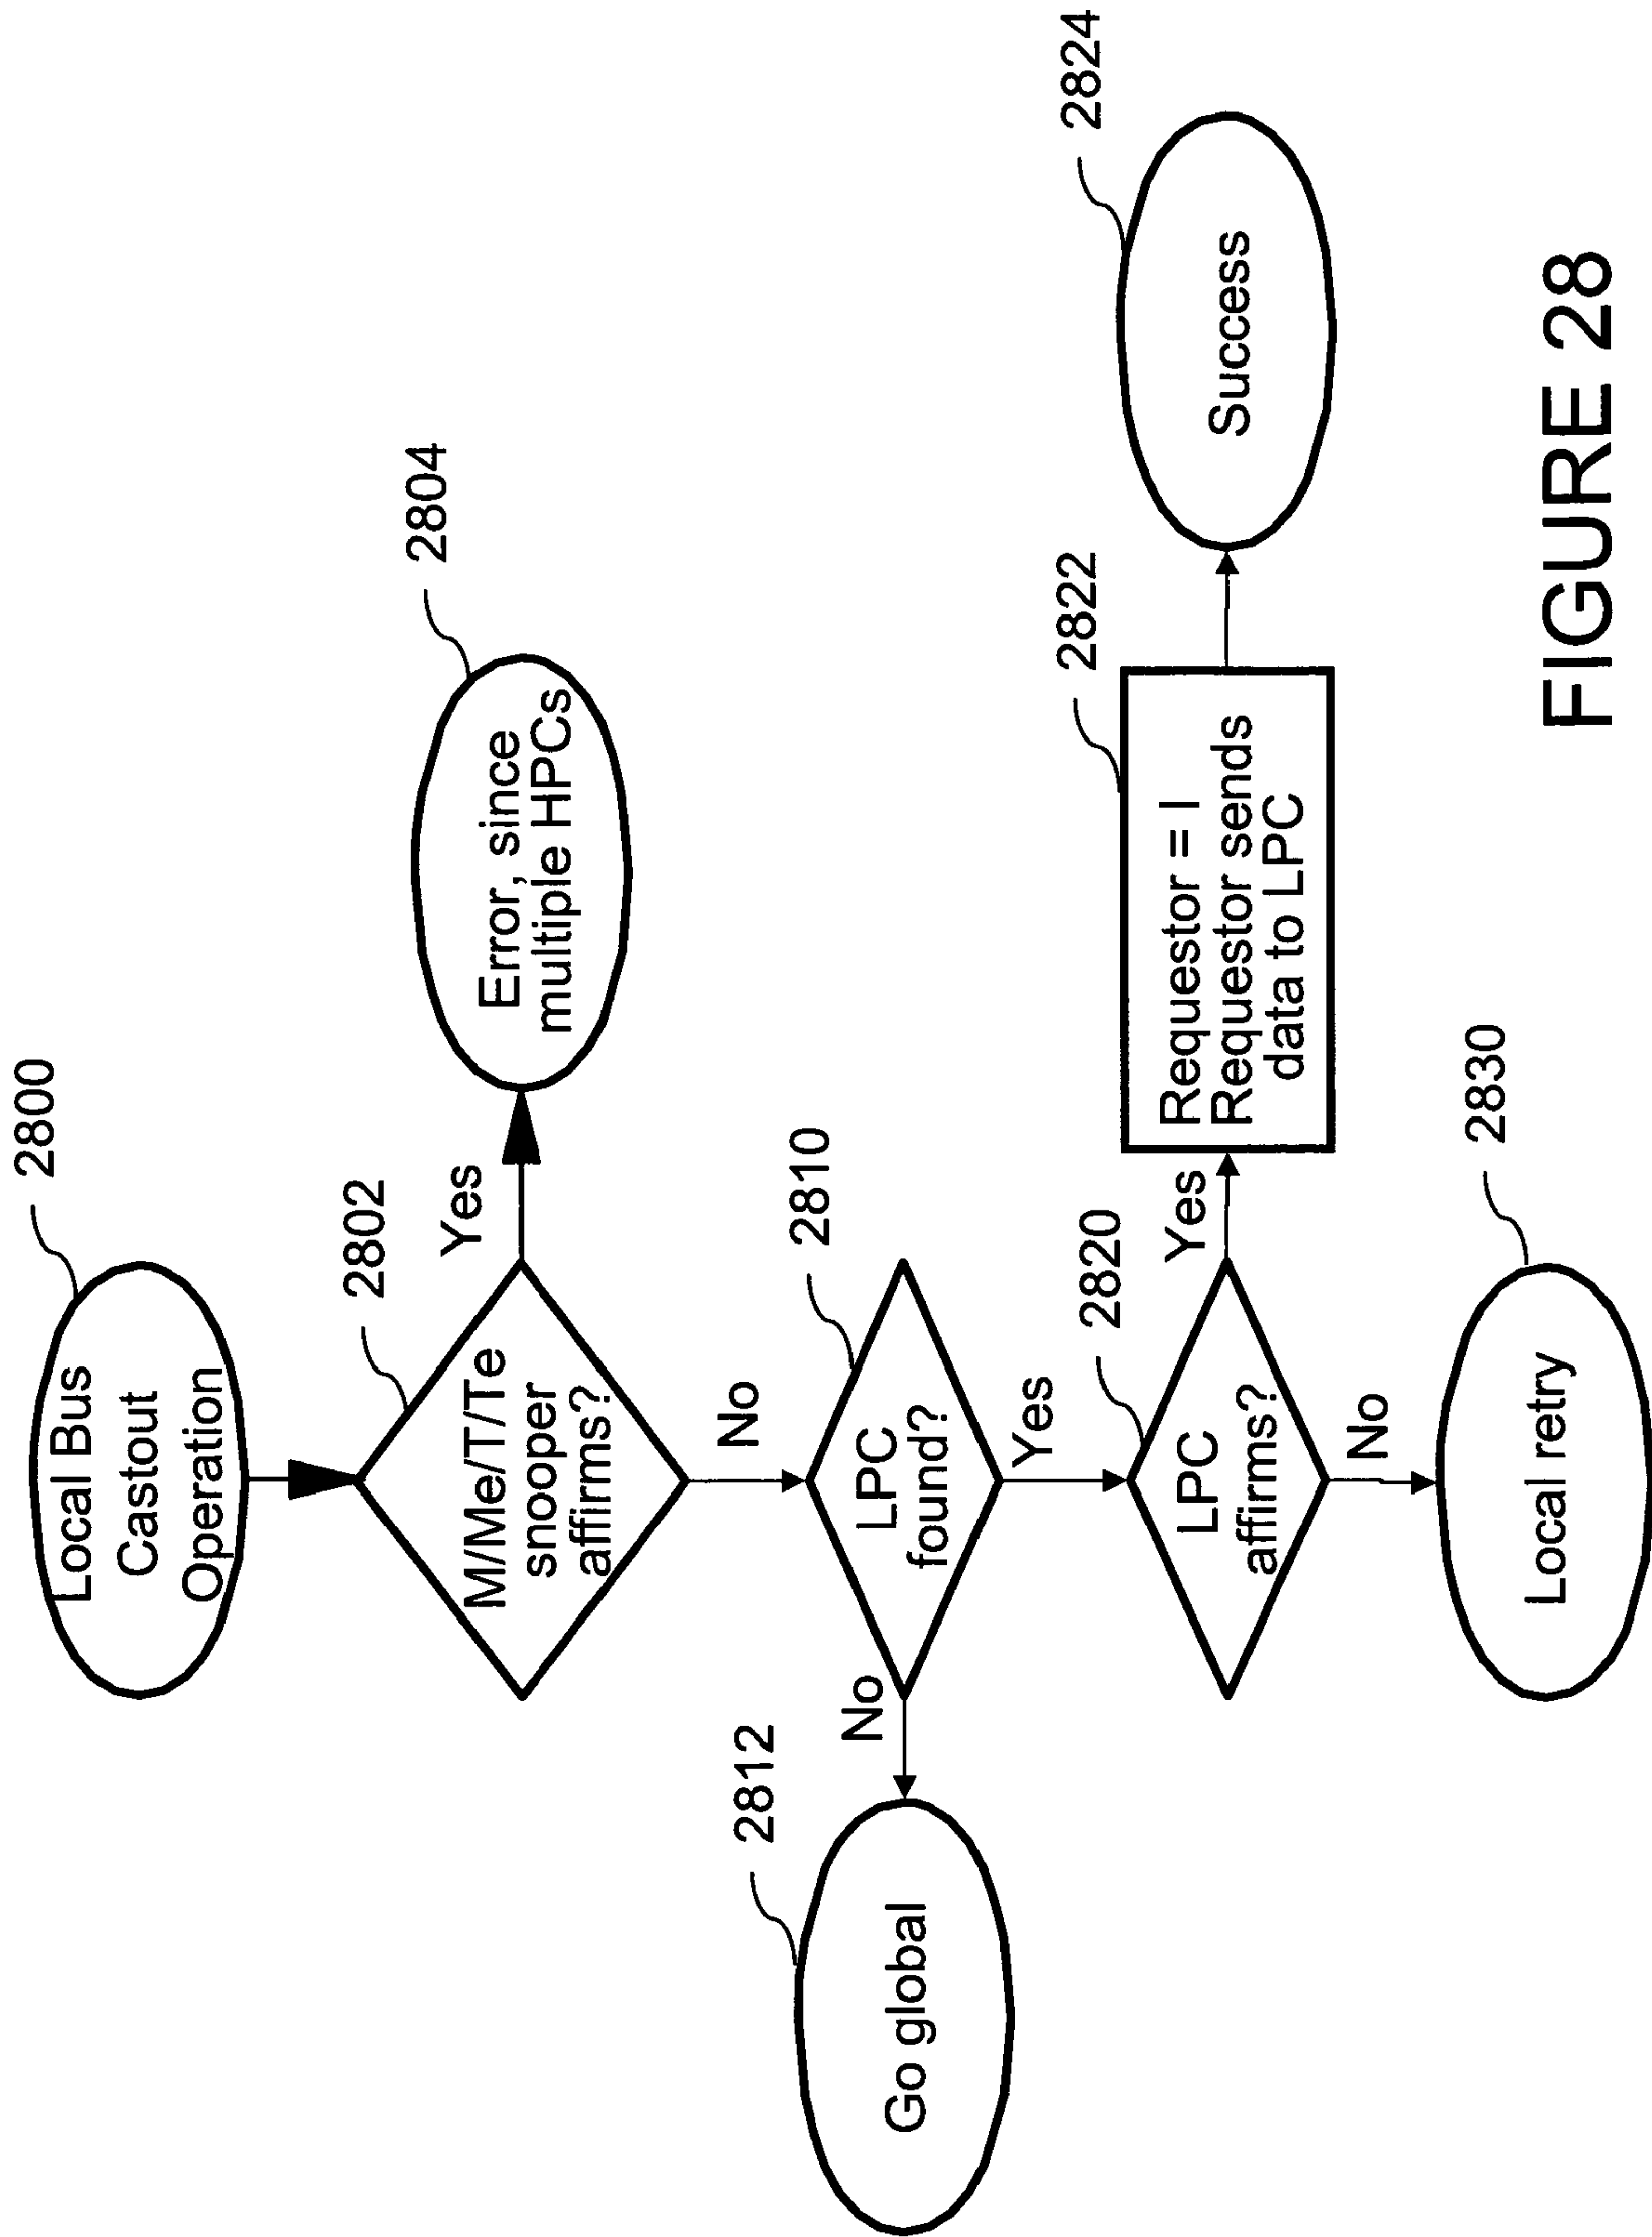 2800
Local Bus
Castout
Operation
2802
M/Me/T/Te
snooper
affirms?
Yes
2804
Error, since
multiple HPCs
No
2810
LPC
found?
No
2812
Go global
Yes
2820
LPC
affirms?
Yes
2822
Requestor = I
Requestor sends
data to LPC
2824
Success
No
2830
Local retry
FIGURE 28